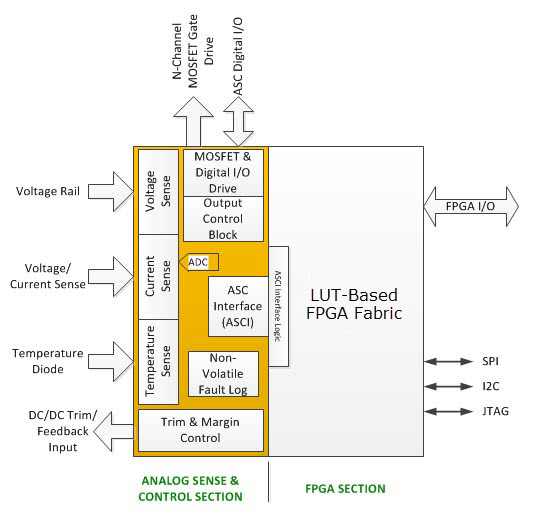 N-Channel
MOSFET Gate
Drive
ASC Digital I/O
Voltage Rail
Voltage/
Current Sense
Temperature
Diode
DC/DC Trim/
Feedback
Input
Voltage
Sense
Current
Sense
Temperature
Sense
MOSFET &
Digital I/O
Drive
Output
Control
Block
ADC
ASC
Interface
(ASCI)
ASCI Interface Logic
Non-
Volatile
Fault Log
Trim & Margin
Control
LUT-Based
FPGA Fabric
FPGA I/O
SPI
I2C
JTAG
ANALOG SENSE &
CONTROL SECTION
FPGA SECTION